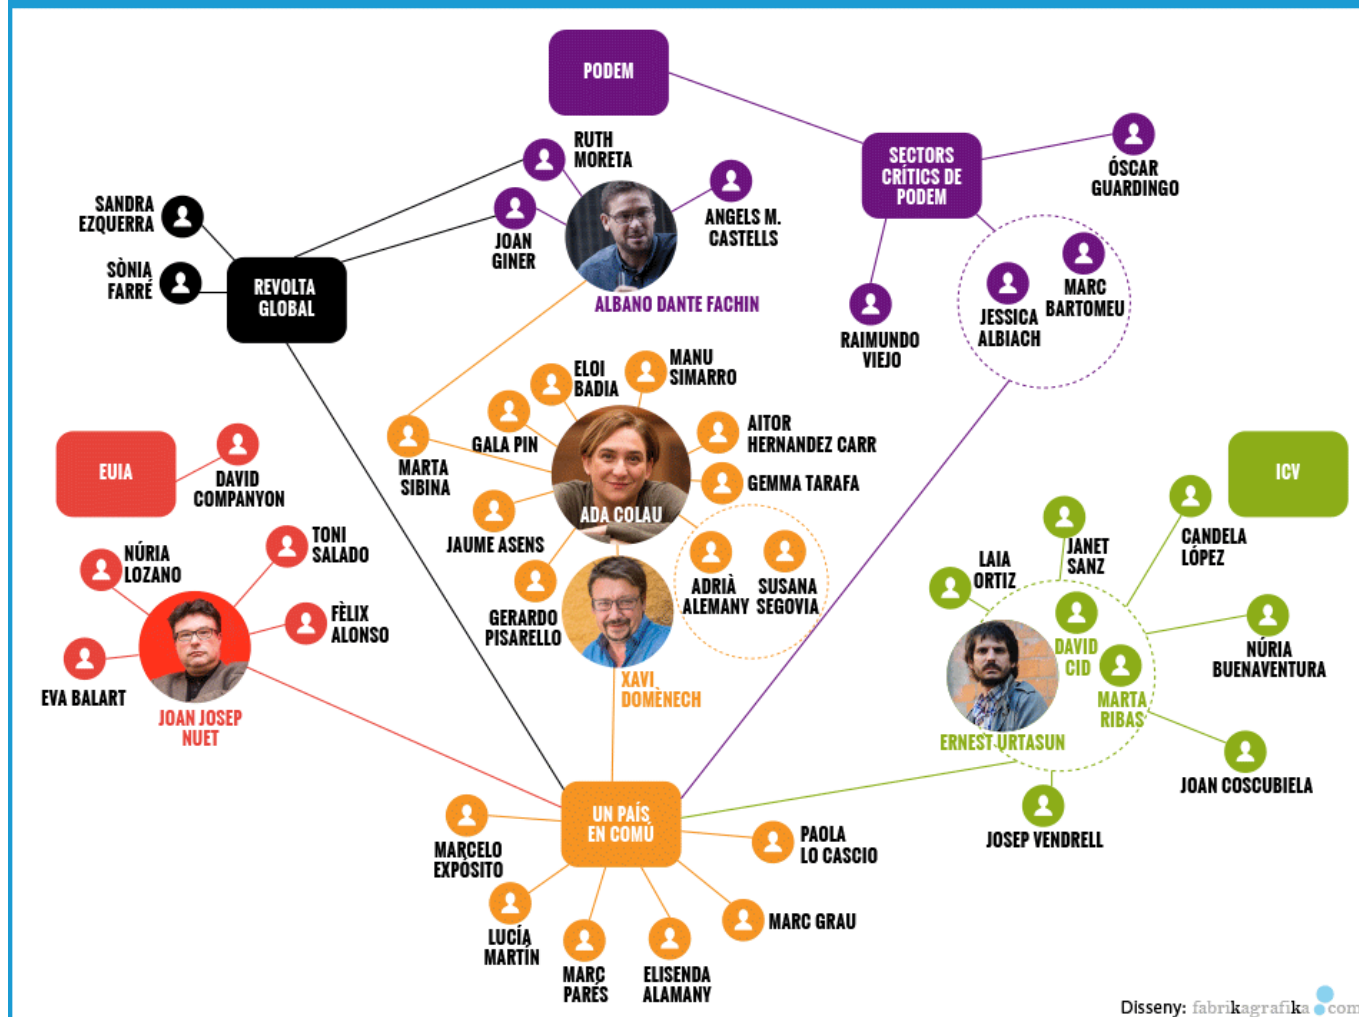 PODEM
RUTH
MORETA
SECTORS
CRÍTICS DE
PODEM
ÓSCAR
GUARDINGO
SANDRA
EZQUERRA
ANGELS M.
CASTELLS
JOAN
GINER
SÒNIA
FARRÉ
REVOLTA
GLOBAL
ALBANO DANTE FACHIN
MARC
BARTOMEU
JESSICA
ALBIACH
RAIMUNDO
VIEJO
MANU
SIMARRO
ELOI
BADIA
AITOR
HERNANDEZ CARR
GALA PIN
MARTA
SIBINA
GEMMA TARAFA
EUIA
DAVID
COMPANYON
ICV
ADA COLAU
JAUME ASENS
TONI
SALADO
NÚRIA
LOZANO
CANDELA
LÓPEZ
JANET
SANZ
LAIA
ORTIZ
ADRIÀ
ALEMANY
SUSANA
SEGOVIA
GERARDO
PISARELLO
FÈLIX
ALONSO
DAVID
CID
NÚRIA
BUENAVENTURA
EVA BALART
XAVI
DOMÈNECH
MARTA
RIBAS
JOAN JOSEP
NUET
ERNEST URTASUN
JOAN COSCUBIELA
UN PAÍS
EN COMÚ
PAOLA
LO CASCIO
JOSEP VENDRELL
MARCELO
EXPÓSITO
MARC GRAU
LUCÍA
MARTÍN
MARC
PARÉS
ELISENDA
ALAMANY
Disseny: fabrikagrafika.com